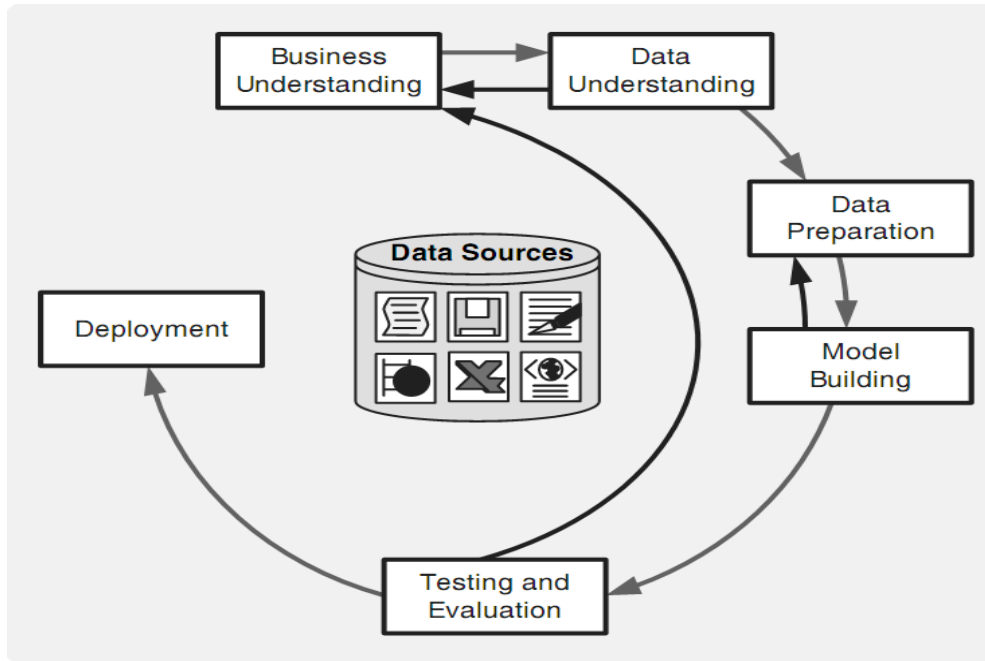 Business
Understanding
Data
Understanding
Data
Preparation
Data Sources
Deployment
Model
Building
Testing and
Evaluation